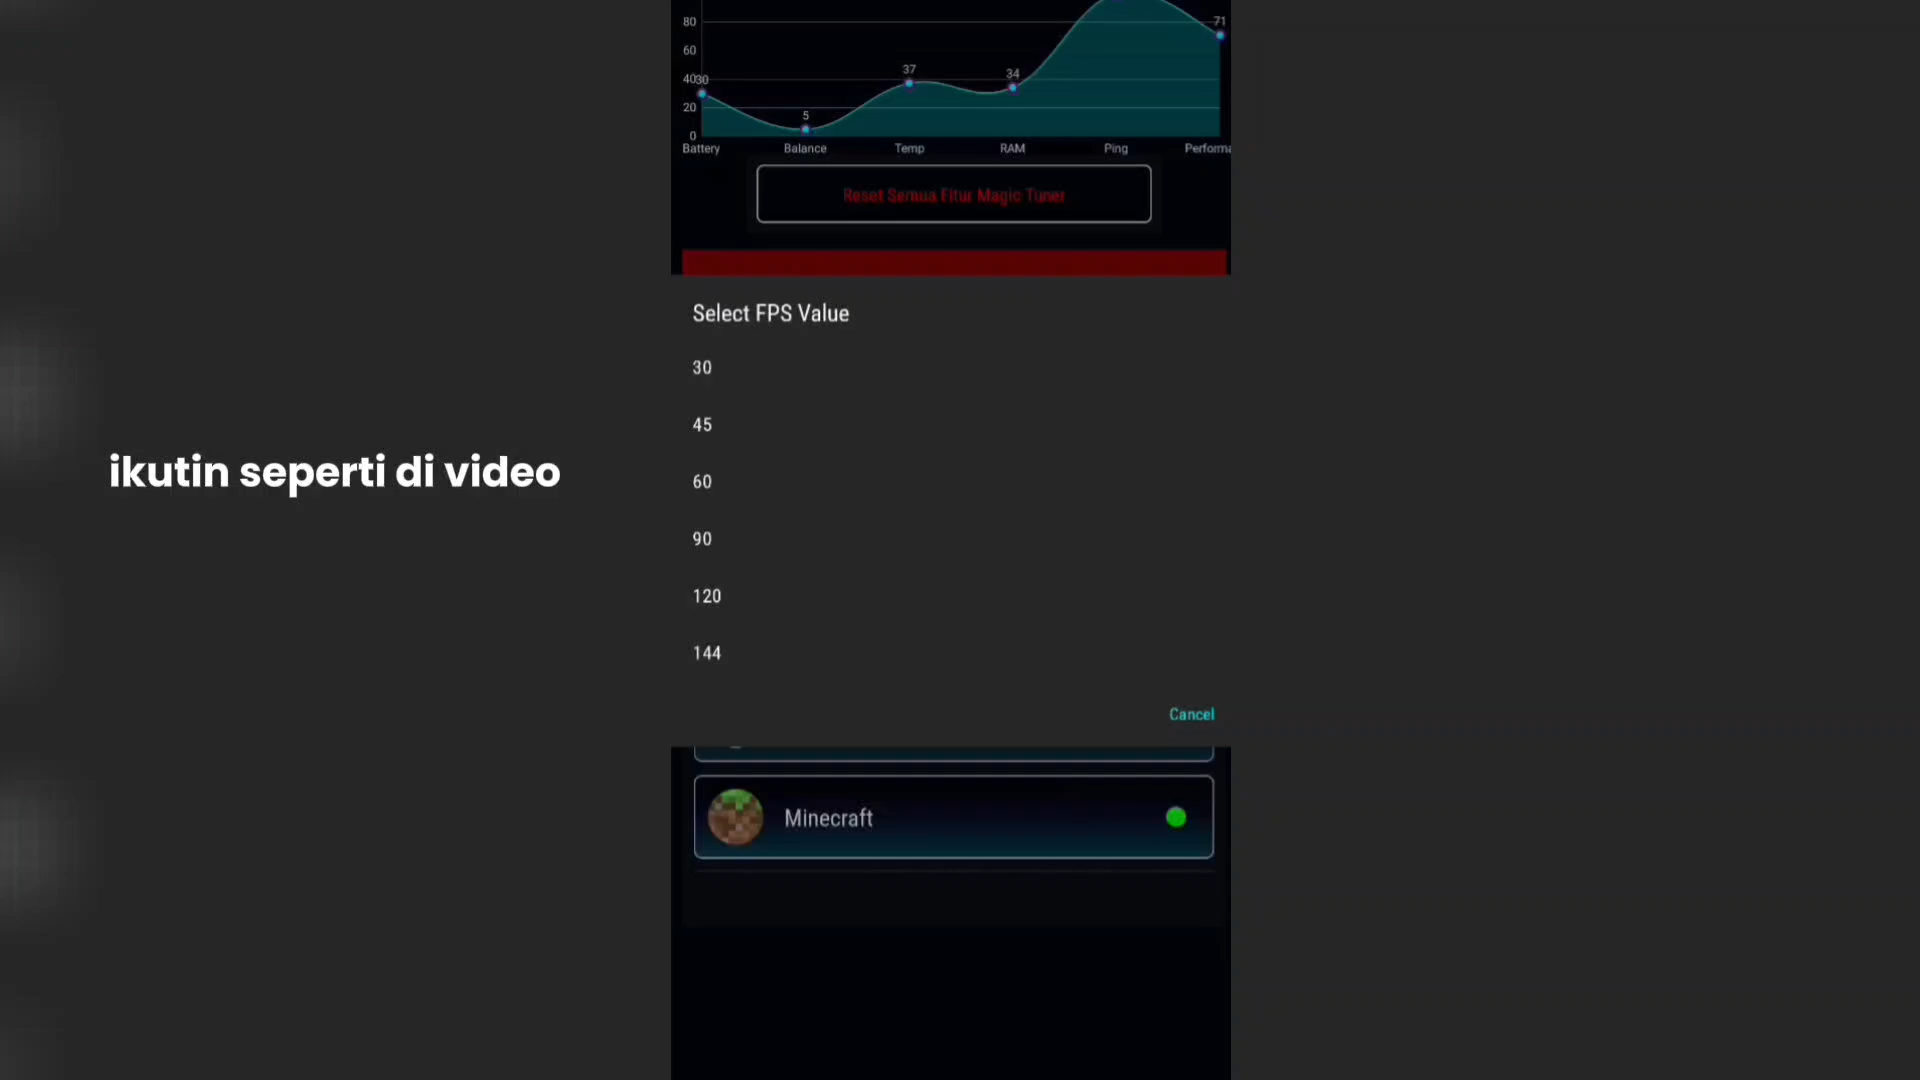 80
71
60
37
34
40
30
20
5
0
Battery Balance Temp RAM Ping Performa
Reset Semua Fitur Magic Tuner
Select FPS Value
30
45
ikutin seperti di video
60
90
120
144
Cancel
Minecraft